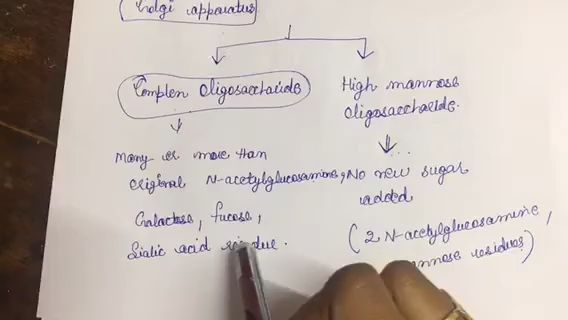 Golgi apparatus
Complex Oligosaccharide
High mannose
Oligosaccharide.
Many or more than
original N-acetylglucosamine,
Galactose, fucose,
Sialic acid residue.
No new sugar
added
(2 N-acetylglucosamine,
mannose residues)